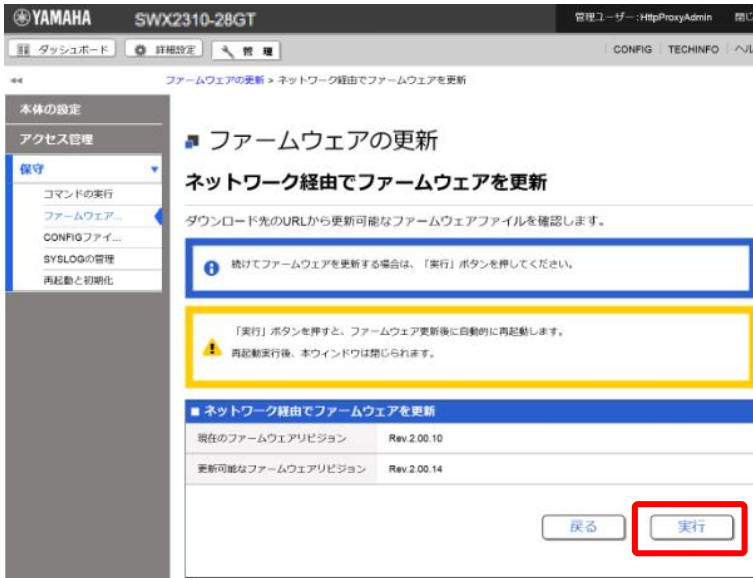 YAMAHA SWX2310-28GT 管理ユーザー:HttpProxyAdmin
ダッシュボード 詳細設定 管 理 CONFIG TECHINFO
ファームウェアの更新 > ネットワーク経由でファームウェアを更新
本体の設定
アクセス管理
保守
コマンドの実行
ファームウェア...
CONFIGファイ...
SYSLOGの管理
再起動と初期化
ファームウェアの更新
ネットワーク経由でファームウェアを更新
ダウンロード先のURLから更新可能なファームウェアファイルを確認します。
続けてファームウェアを更新する場合は、「実行」ボタンを押してください。
「実行」ボタンを押すと、ファームウェア更新後に自動的に再起動します。
再起動実行後、本ウィンドウは閉じられます。
■ ネットワーク経由でファームウェアを更新
現在のファームウェアリビジョン Rev.2.00.10
更新可能なファームウェアリビジョン Rev.2.00.14
戻る 実行